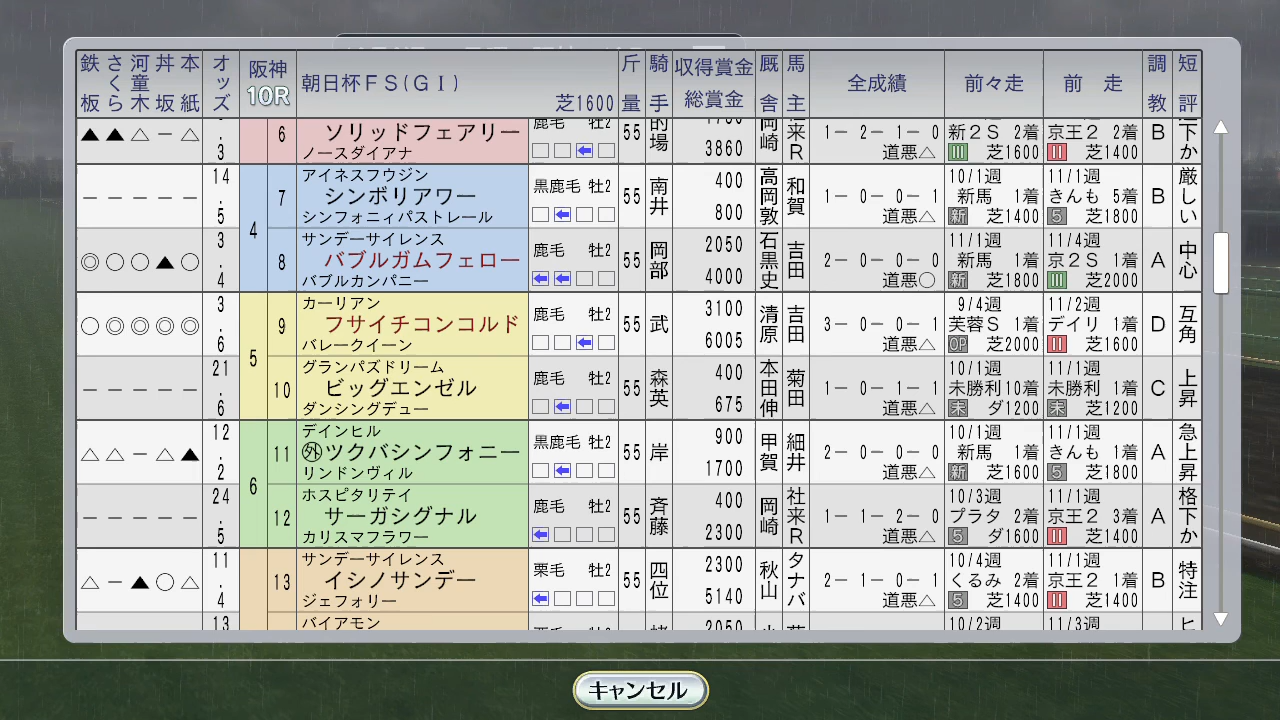 鉄板 さくら 河童木 丼坂 本紙 オッズ 阪神 10R 朝日杯FS(GⅠ) 芝1600 斤量 騎手 収得賞金 総賞金 厩舎 馬主 全成績 前々走 前 走 調教 短評
▲ ▲ △ － △ .3 6 ソリッドフェアリー ノースダイアナ 鹿毛 牡2 55 的場 3860 岡崎 1－ 2－ 1－ 0 道悪△ 新2S 2着 Ⅲ 芝1600 京王2 2着 Ⅱ 芝1400 B 下か
－ － － － － 14.5 4 7 アイネスフウジン シンボリアワー シンフォニィパストレール 黒鹿毛 牡2 55 南井 400 800 高岡敦 和賀 1－ 0－ 0－ 1 道悪△ 10/1週 新馬 1着 新 芝1400 11/1週 きんも 5着 5 芝1800 B 厳しい
◎ ○ ○ ▲ ○ 3.4 8 サンデーサイレンス バブルガムフェロー バブルカンパニー 鹿毛 牡2 55 岡部 2050 4000 石黒史 吉田 2－ 0－ 0－ 0 道悪○ 11/1週 新馬 1着 新 芝1800 11/4週 京2S 1着 Ⅲ 芝2000 A 中心
○ ◎ ◎ ◎ ◎ 3.6 5 9 カーリアン フサイチコンコルド バレークイーン 鹿毛 牡2 55 武 3100 6005 清原 吉田 3－ 0－ 0－ 1 道悪△ 9/4週 芙蓉S 1着 OP 芝2000 11/2週 デイリ 1着 Ⅱ 芝1600 D 互角
－ － － － － 21.6 10 グランパズドリーム ビッグエンゼル ダンシングデュー 鹿毛 牡2 55 森英 400 675 本田伸 菊田 1－ 0－ 1－ 1 道悪△ 10/1週 未勝利10着 未 ダ1200 11/1週 未勝利 1着 未 芝1200 C 上昇
△ △ － △ ▲ 12.2 6 11 デインヒル 外ツクバシンフォニー リンドンヴィル 黒鹿毛 牡2 55 岸 900 1700 甲賀 細井 2－ 0－ 0－ 0 道悪△ 10/1週 新馬 1着 新 芝1600 11/1週 きんも 1着 5 芝1800 A 急上昇
－ － － － － 24.5 12 ホスピタリテイ サーガシグナル カリスマフラワー 鹿毛 牡2 55 斉藤 400 2300 岡崎 社来R 1－ 1－ 2－ 0 道悪△ 10/3週 プラタ 2着 5 ダ1600 11/1週 京王2 3着 Ⅱ 芝1400 A 格下か
△ － ▲ ○ △ 11.4 13 サンデーサイレンス イシノサンデー ジェフォリー 栗毛 牡2 55 四位 2300 5140 秋山 タナバ 2－ 1－ 0－ 1 道悪△ 10/4週 くるみ 2着 5 芝1400 11/1週 京王2 1着 Ⅱ 芝1400 B 特注
13 バイアモン 2050 10/2週 11/3週 ヒ
キャンセル